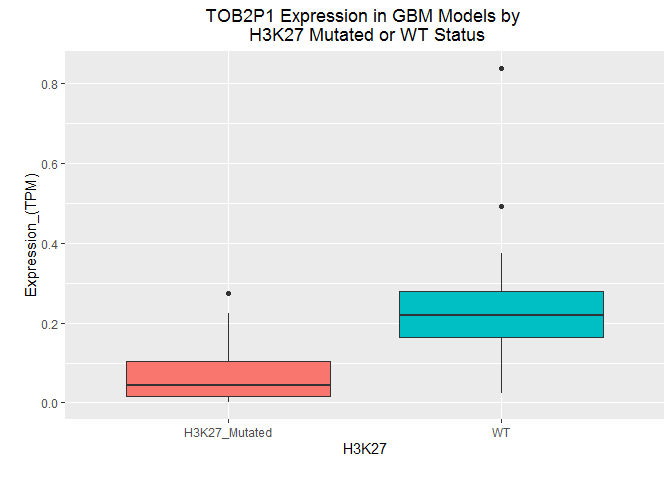 TOB2P1 Expression in GBM Models by
H3K27 Mutated or WT Status
Expression_(TPM)
0.8
0.6
0.4
0.2
0.0
H3K27_Mutated
WT
H3K27